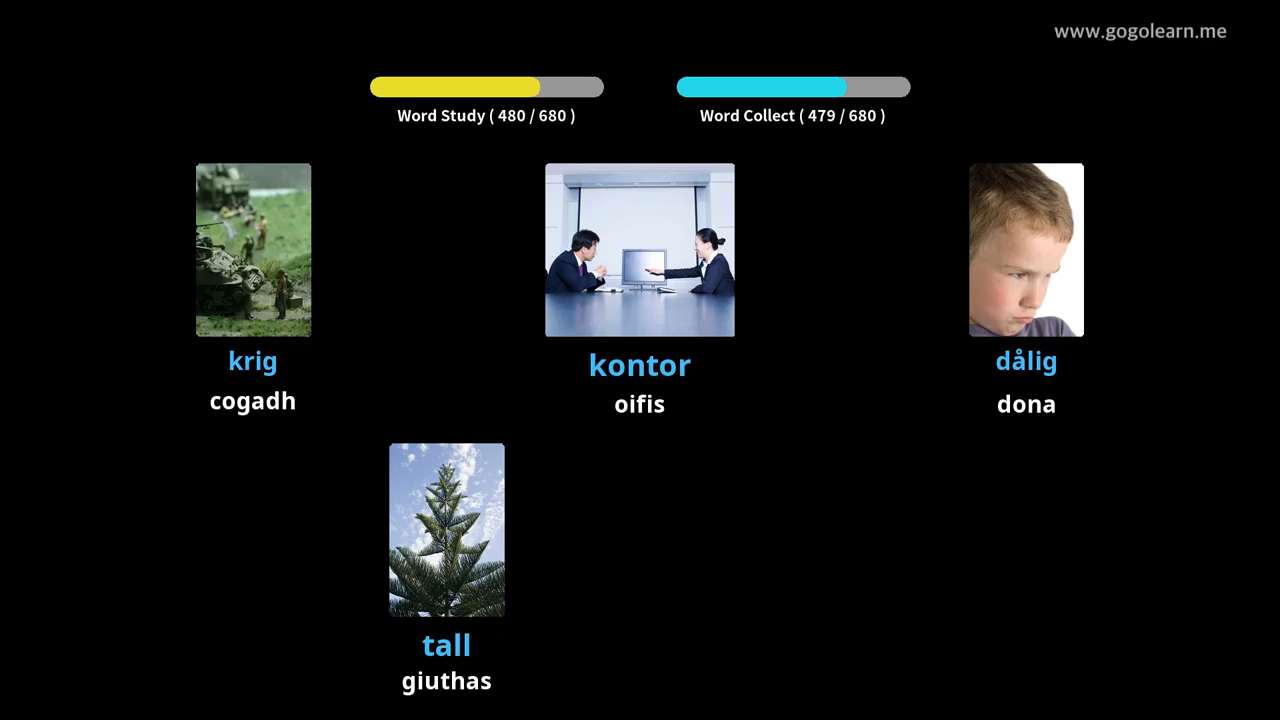 www.gogolearn.me
Word Study ( 480 / 680 )
Word Collect ( 479 / 680 )
krig
cogadh
kontor
oifis
dålig
dona
tall
giuthas